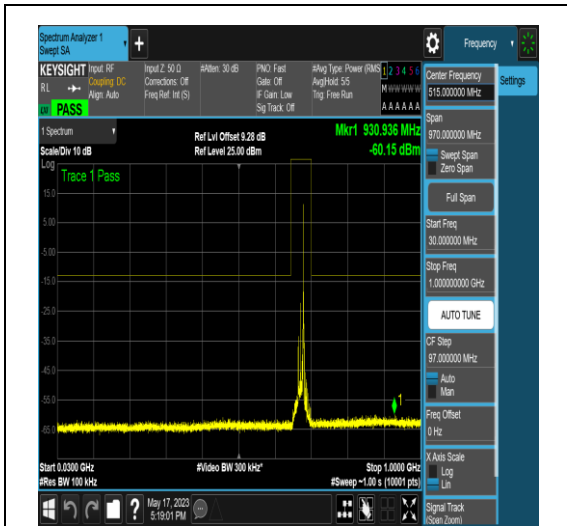 Spectrum Analyzer 1
Swept SA
+
Frequency
KEYSIGHT
RL
PASS
Input: RF
Coupling: DC
Align: Auto
Input Z: 50 Ω
Corrections: Off
Freq Ref: Int (S)
#Atten: 30 dB
PNO: Fast
Gate: Off
IF Gain: Low
Sig Track: Off
#Avg Type: Power (RMS
Avg|Hold: 5/5
Trig: Free Run
1 2 3 4 5 6
M W W W W W
A A A A A A
Center Frequency
515.000000 MHz
Settings
1 Spectrum
Scale/Div 10 dB
Ref Lvl Offset 9.28 dB
Ref Level 25.00 dBm
Mkr1 930.936 MHz
-60.15 dBm
Log
Trace 1 Pass
15.0
5.00
-5.00
-15.0
-25.0
-35.0
-45.0
-55.0
-65.0
1
Start 0.0300 GHz
#Res BW 100 kHz
#Video BW 300 kHz*
Stop 1.0000 GHz
#Sweep ~1.00 s (10001 pts)
Span
970.000000 MHz
Swept Span
Zero Span
Full Span
Start Freq
30.000000 MHz
Stop Freq
1.000000000 GHz
AUTO TUNE
CF Step
97.000000 MHz
Auto
Man
Freq Offset
0 Hz
X Axis Scale
Log
Lin
Signal Track
(Span Zoom)
?
May 17, 2023
5:19:01 PM